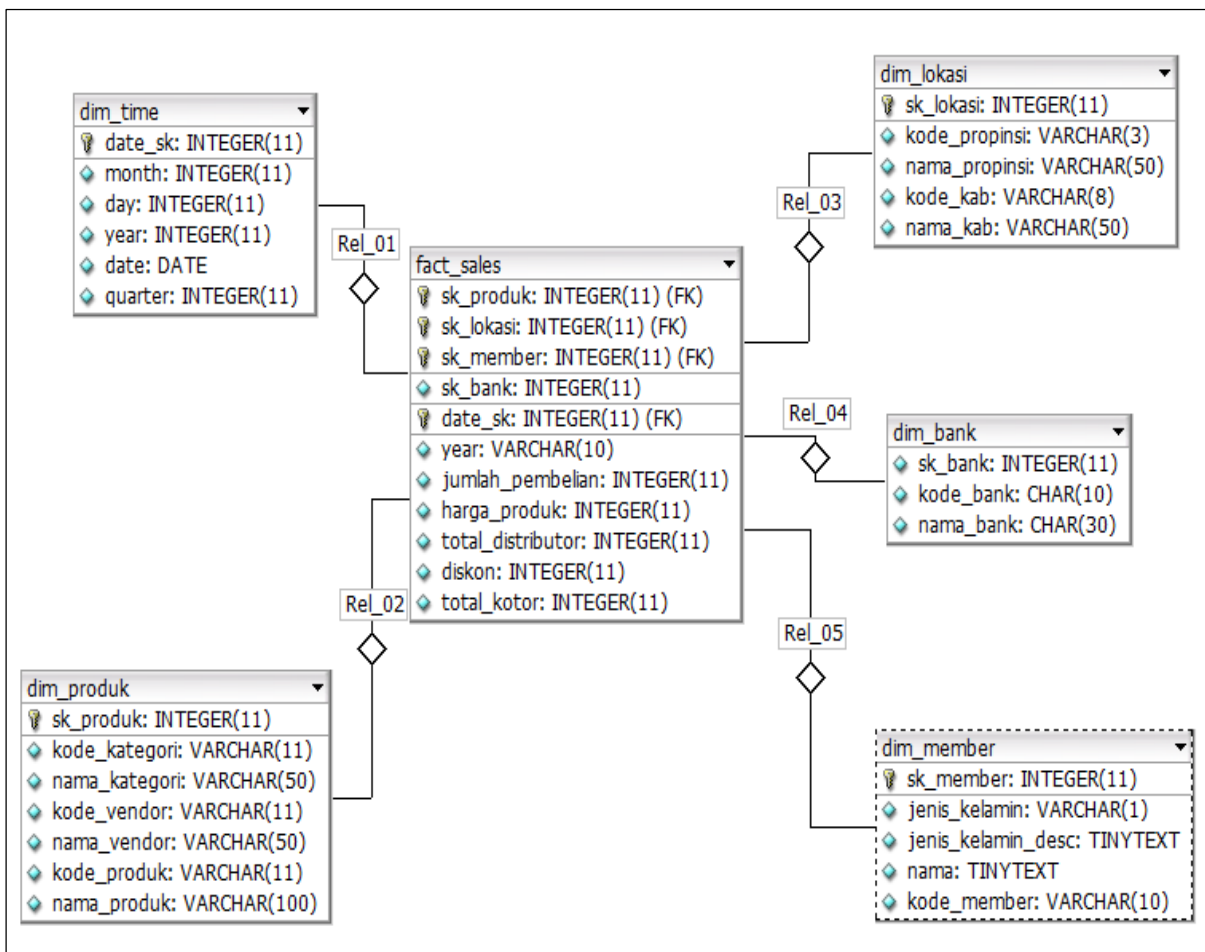 dim_time
date_sk: INTEGER(11)
month: INTEGER(11)
day: INTEGER(11)
year: INTEGER(11)
date: DATE
quarter: INTEGER(11)
Rel_01
dim_lokasi
sk_lokasi: INTEGER(11)
kode_propinsi: VARCHAR(3)
nama_propinsi: VARCHAR(50)
kode_kab: VARCHAR(8)
nama_kab: VARCHAR(50)
Rel_03
fact_sales
sk_produk: INTEGER(11) (FK)
sk_lokasi: INTEGER(11) (FK)
sk_member: INTEGER(11) (FK)
sk_bank: INTEGER(11)
date_sk: INTEGER(11) (FK)
year: VARCHAR(10)
jumlah_pembelian: INTEGER(11)
harga_produk: INTEGER(11)
total_distributor: INTEGER(11)
diskon: INTEGER(11)
total_kotor: INTEGER(11)
Rel_04
dim_bank
sk_bank: INTEGER(11)
kode_bank: CHAR(10)
nama_bank: CHAR(30)
Rel_02
Rel_05
dim_produk
sk_produk: INTEGER(11)
kode_kategori: VARCHAR(11)
nama_kategori: VARCHAR(50)
kode_vendor: VARCHAR(11)
nama_vendor: VARCHAR(50)
kode_produk: VARCHAR(11)
nama_produk: VARCHAR(100)
dim_member
sk_member: INTEGER(11)
jenis_kelamin: VARCHAR(1)
jenis_kelamin_desc: TINYTEXT
nama: TINYTEXT
kode_member: VARCHAR(10)